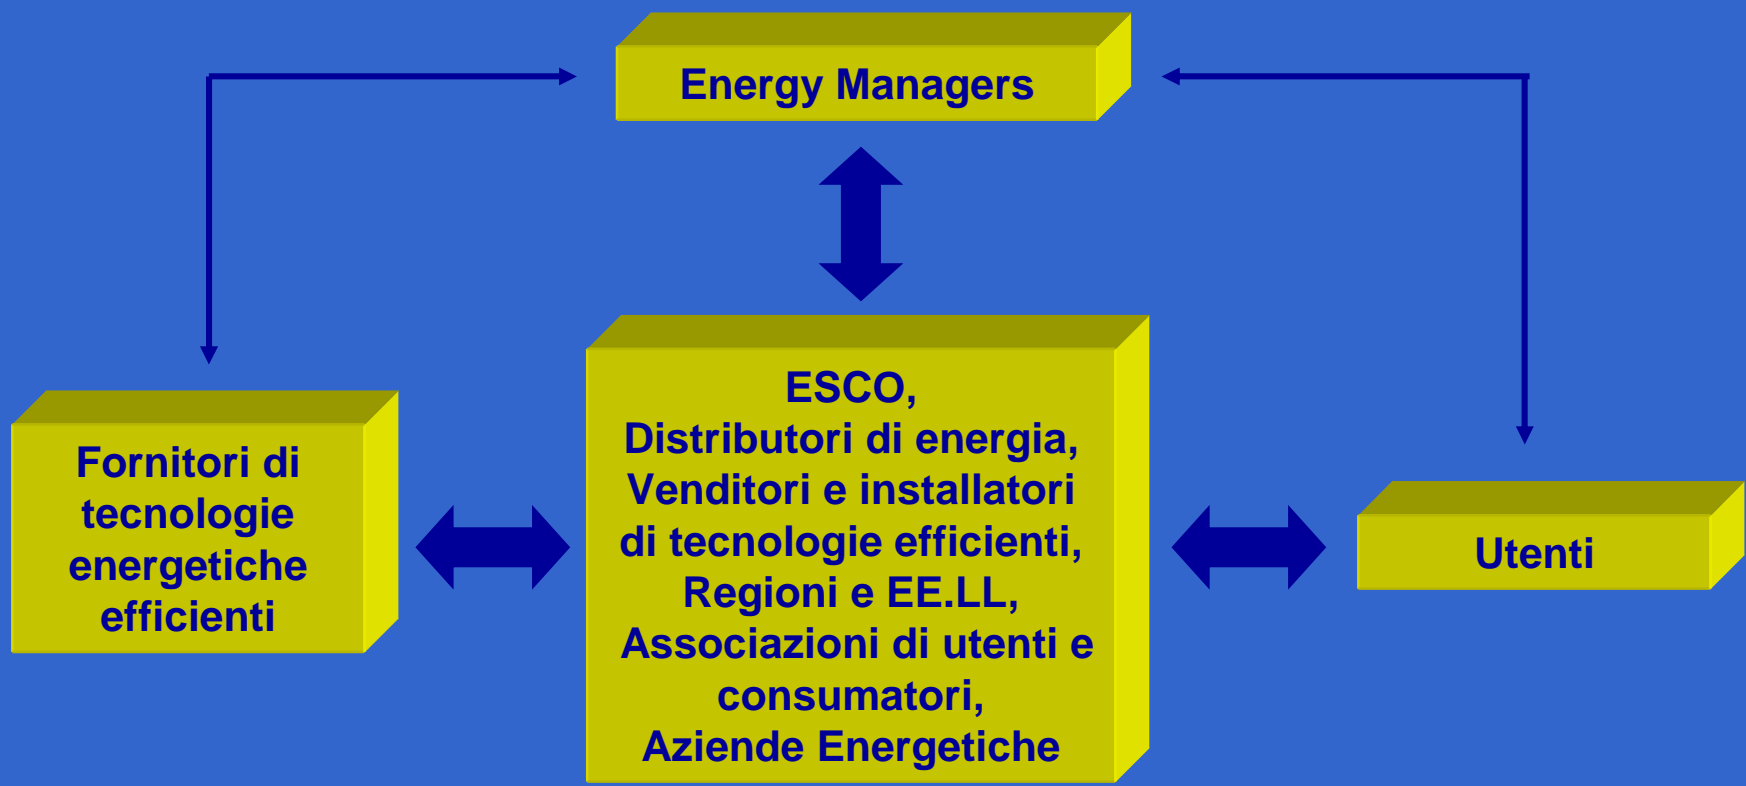 Energy Managers
Fornitori di
tecnologie
energetiche
efficienti
ESCO,
Distributori di energia,
Venditori e installatori
di tecnologie efficienti,
Regioni e EE.LL,
Associazioni di utenti e
consumatori,
Aziende Energetiche
Utenti